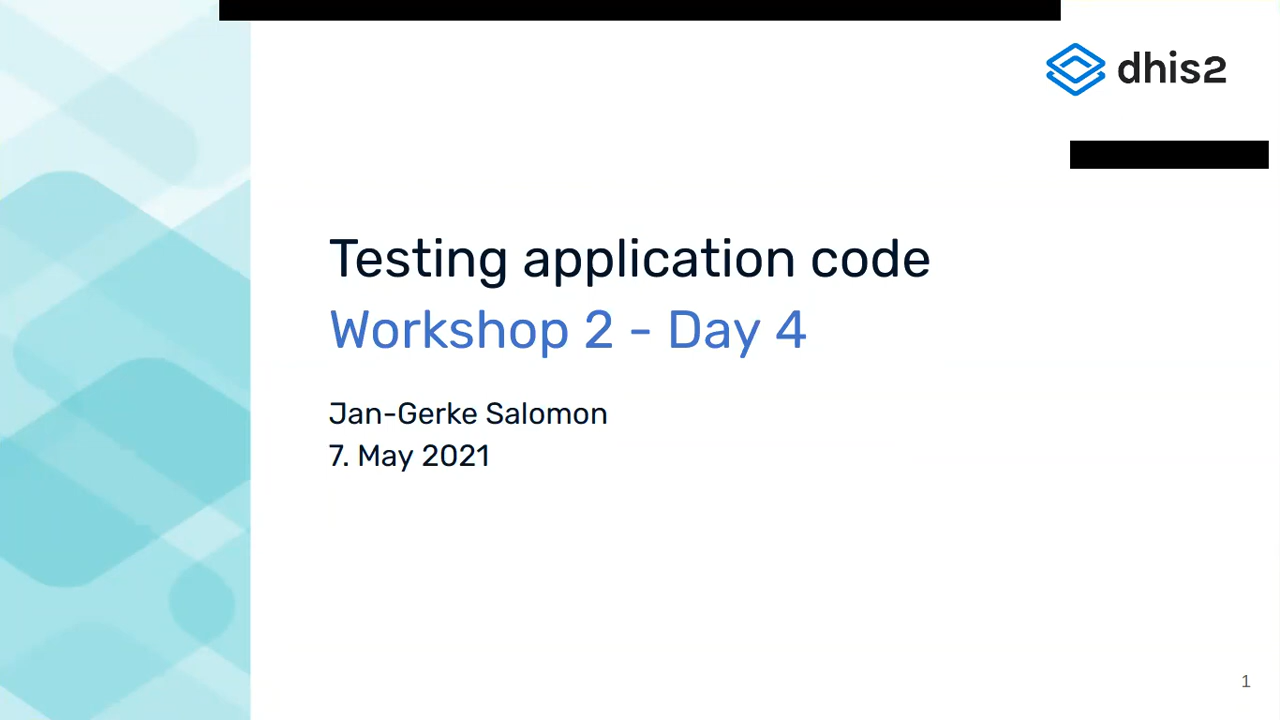 dhis2
Testing application code
Workshop 2 - Day 4
Jan-Gerke Salomon
7. May 2021
1